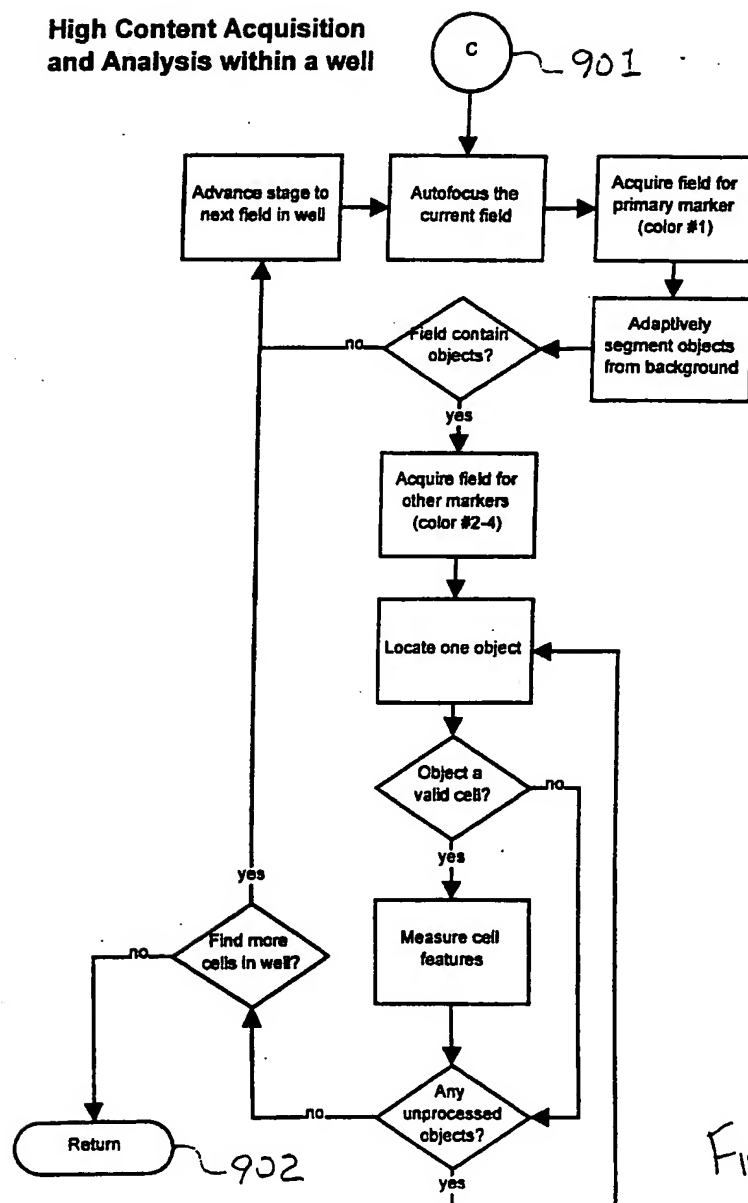 High Content Acquisition
and Analysis within a well
C
901
Advance stage to
next field in well
Autofocus the
current field
Acquire field for
primary marker
(color #1)
Field contain
objects?
Adaptively
segment objects
from background
no
yes
Acquire field for
other markers
(color #2-4)
Locate one object
Object a
valid cell?
no
yes
yes
Find more
cells in well?
no
Measure cell
features
Any
unprocessed
objects?
no
yes
Return
902